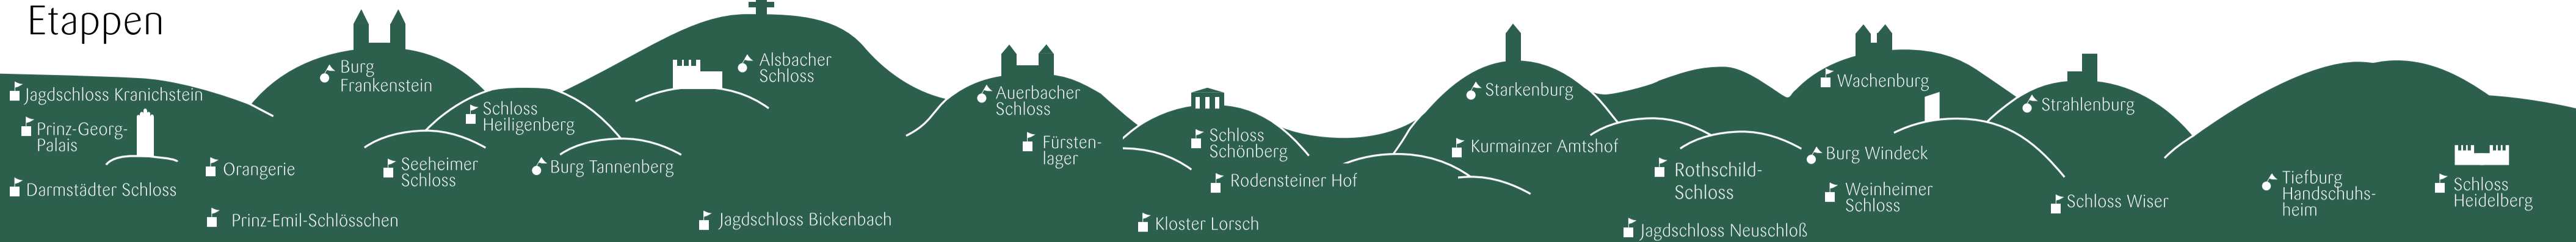 Etappen
Jagdschloss Kranichstein
Prinz-Georg-
Palais
Darmstädter Schloss
Orangerie
Prinz-Emil-Schlösschen
Burg
Frankenstein
Schloss
Heiligenberg
Seeheimer
Schloss
Burg Tannenberg
Alsbacher
Schloss
Jagdschloss Bickenbach
Auerbacher
Schloss
Fürsten-
lager
Schloss
Schönberg
Rodensteiner Hof
Kloster Lorsch
Starkenburg
Kurmainzer Amtshof
Rothschild-
Schloss
Jagdschloss Neuschloß
Wachenburg
Burg Windeck
Weinheimer
Schloss
Strahlenburg
Schloss Wiser
Tiefburg
Handschuhs-
heim
Schloss
Heidelberg